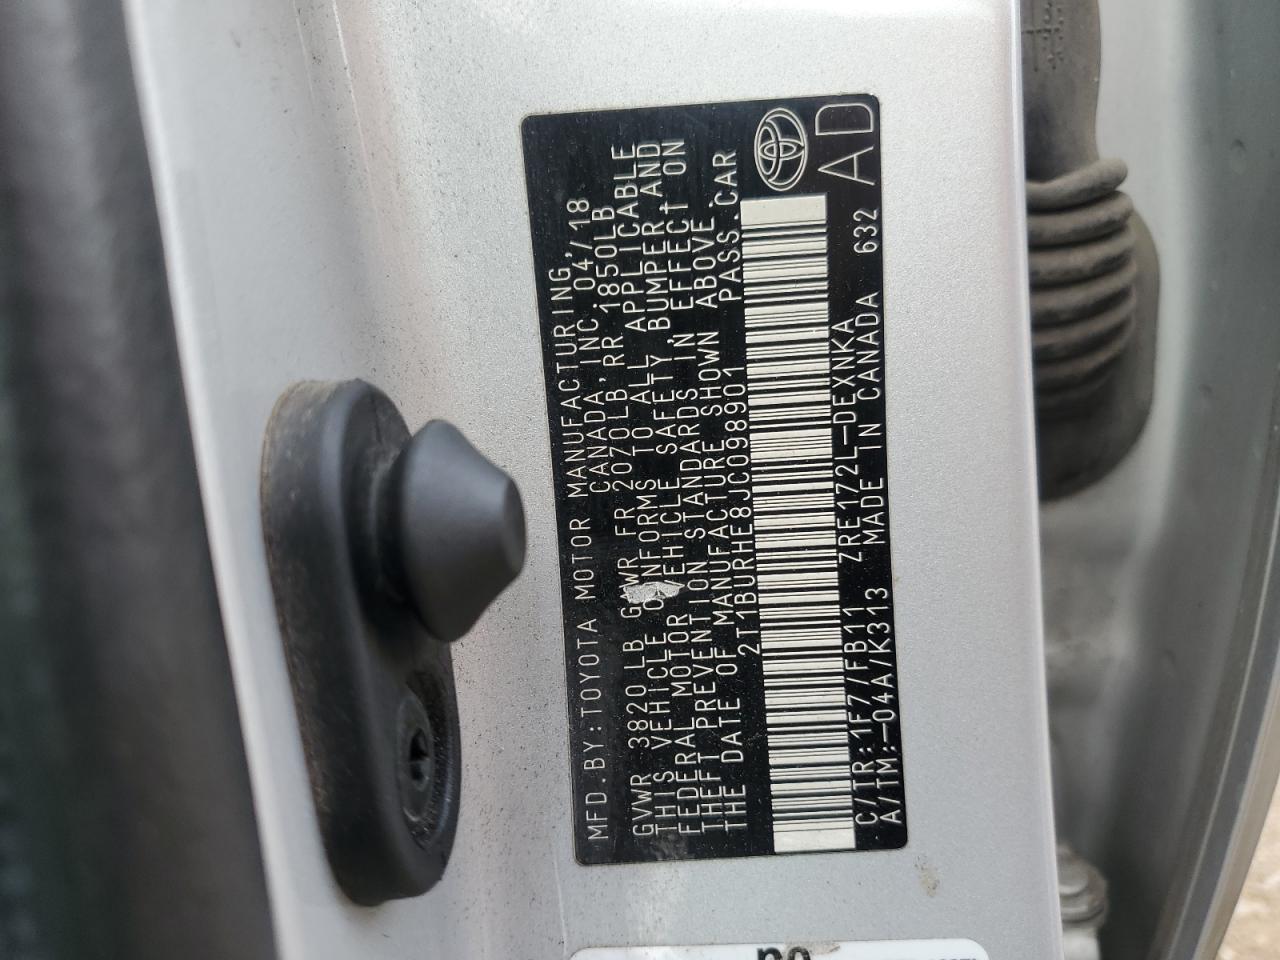 MFD.BY:TOYOTA MOTOR MANUFACTURING,
CANADA,INC. 04/18
GVWR 3820LB GAWR FR 2070LB,RR 1850LB
THIS VEHICLE CONFORMS TO ALL APPLICABLE
FEDERAL MOTOR VEHICLE SAFETY,BUMPER,AND
THEFT PREVENTION STANDARDS IN EFFECT ON
THE DATE OF MANUFACTURE SHOWN ABOVE.
2T1BURHE8JC098901 PASS.CAR
C/TR:1F7/FB11 ZRE172L-DEXNKA
A/TM:-04A/K313 MADE IN CANADA 632
AD